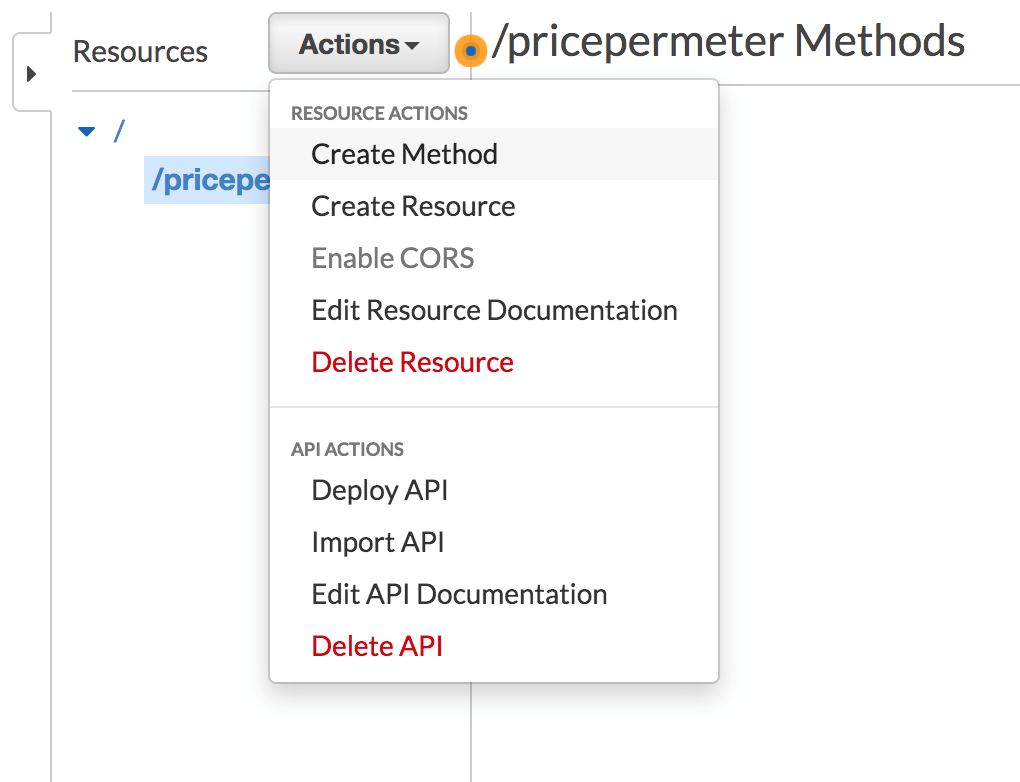 Resources
Actions
/pricepermeter Methods
/
/pricepe
RESOURCE ACTIONS
Create Method
Create Resource
Enable CORS
Edit Resource Documentation
Delete Resource
API ACTIONS
Deploy API
Import API
Edit API Documentation
Delete API